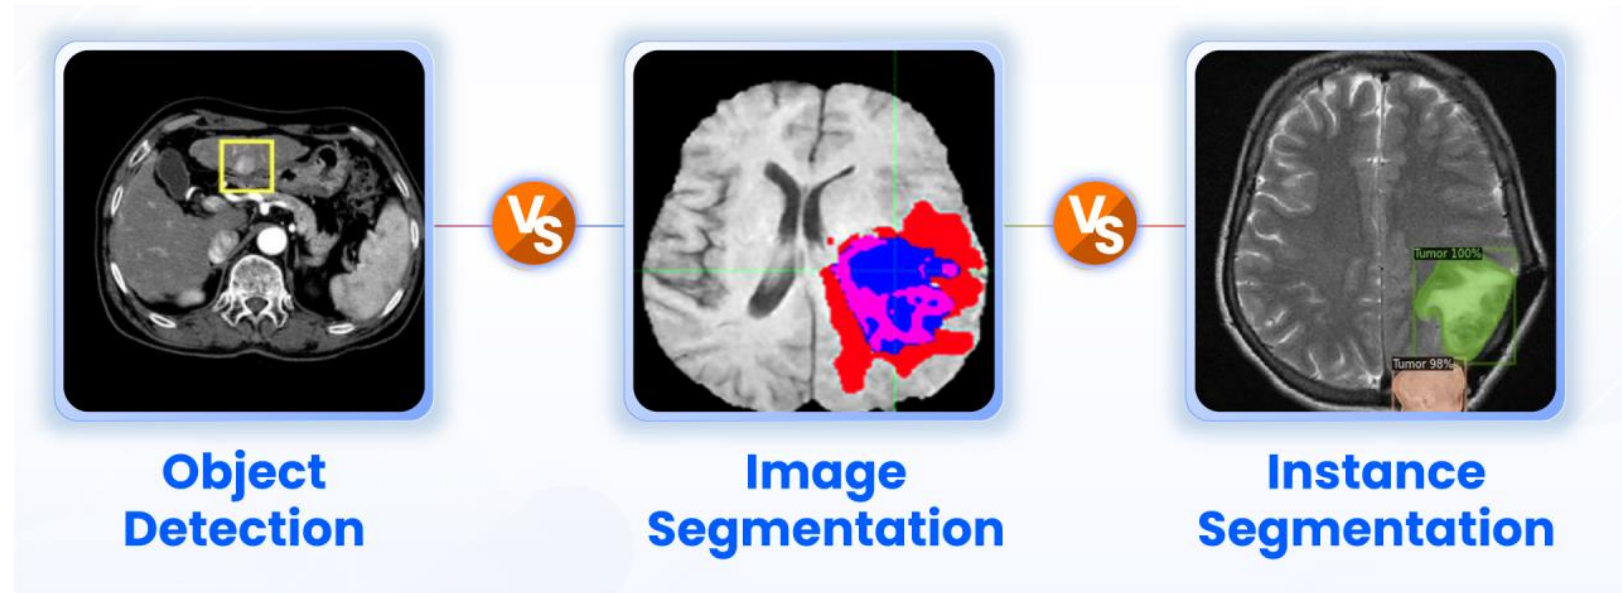 VS
VS
Tumor 100%
Tumor 98%
Object
Detection
Image
Segmentation
Instance
Segmentation